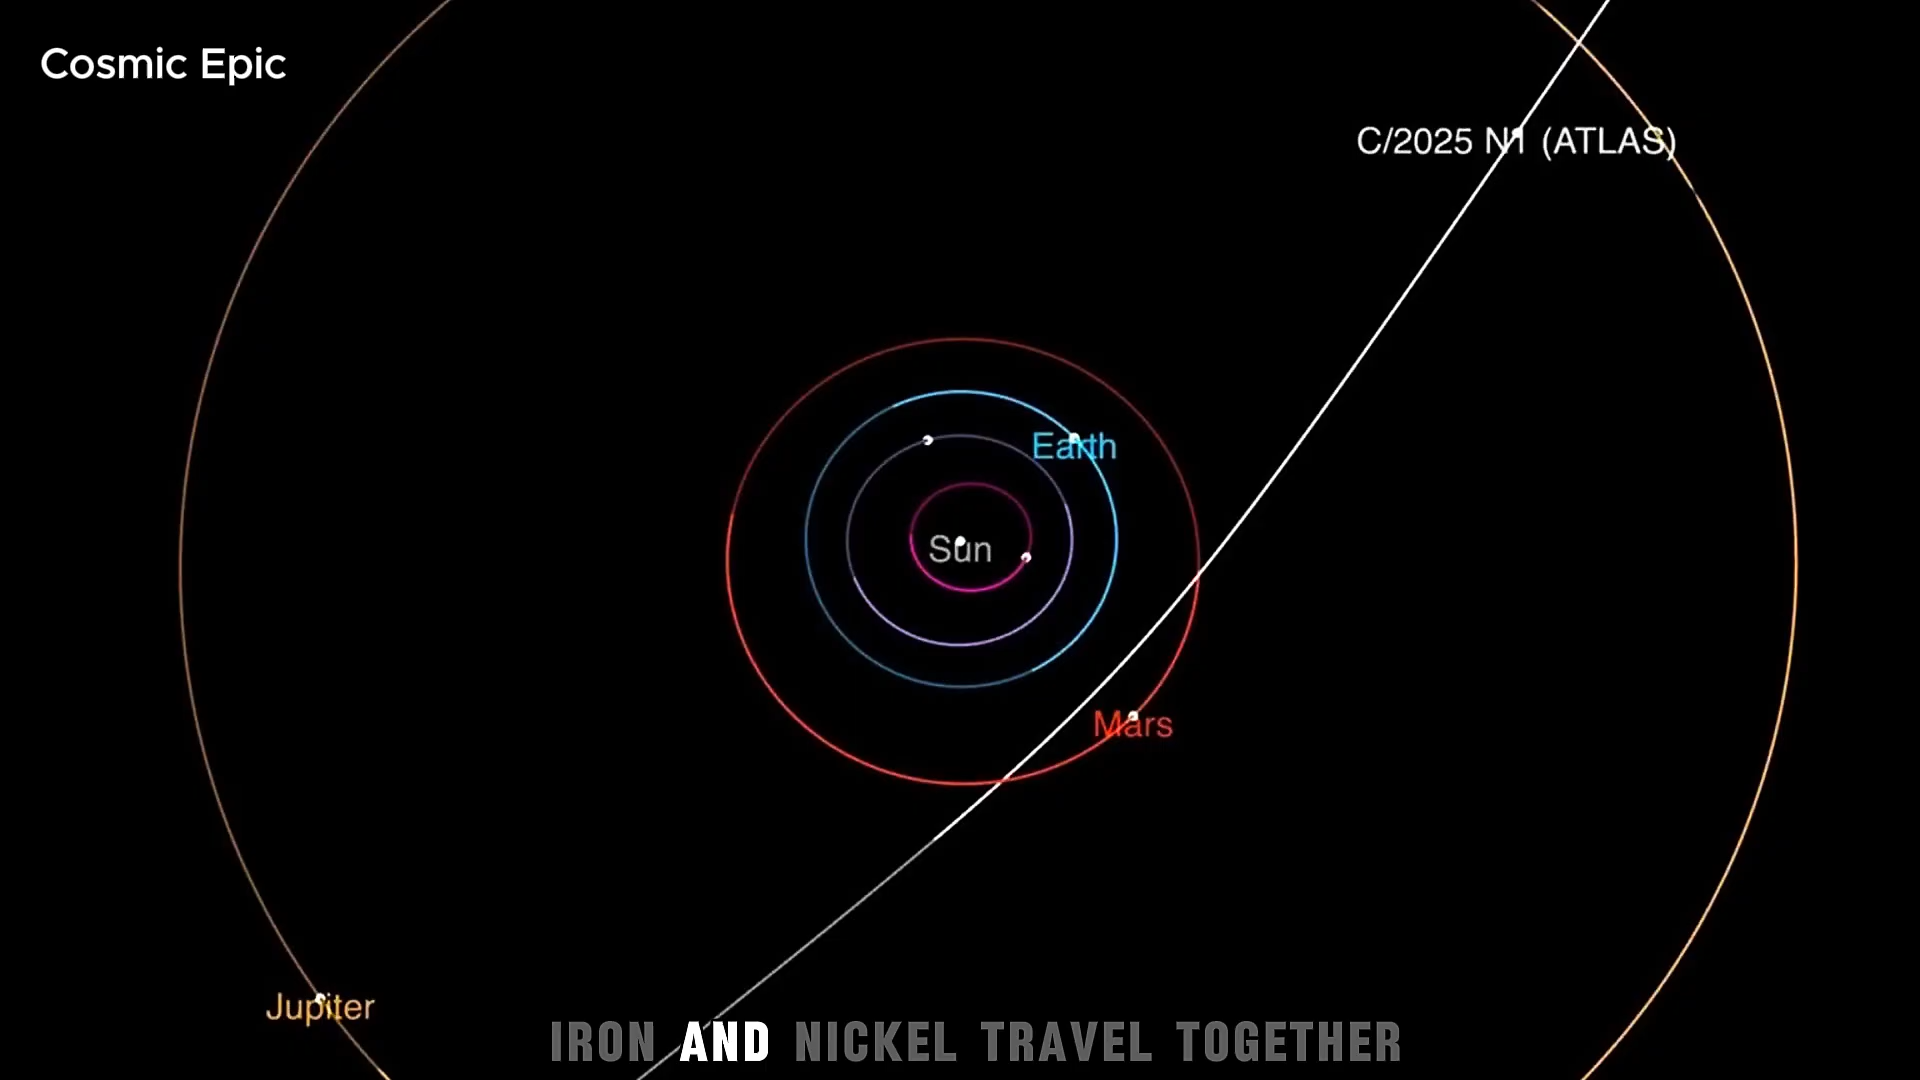 Cosmic Epic
C/2025 N1 (ATLAS)
Earth
Sun
Mars
Jupiter
IRON AND NICKEL TRAVEL TOGETHER